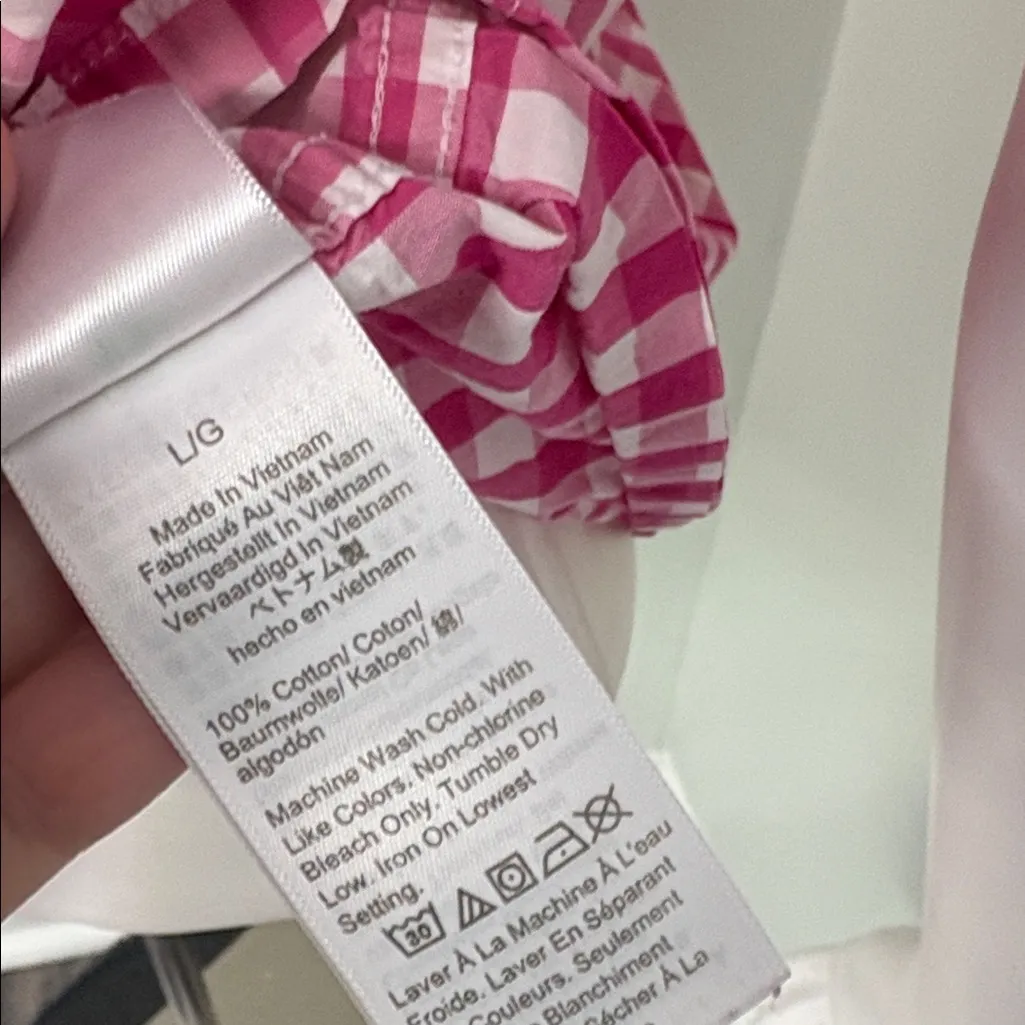 L/G
Made In Vietnam
Fabriqué Au Việt Nam
Hergestellt In Vietnam
Vervaardigd In Vietnam
ベトナム製
hecho en vietnam
100% Cotton/ Coton/
Baumwolle/ Katoen/ 綿/
algodón
Machine Wash Cold. With
Like Colors. Non-chlorine
Bleach Only. Tumble Dry
Low. Iron On Lowest
Setting.
30
Laver À La Machine À L'eau
Froide. Laver En Séparant
Couleurs. Seulement
Blanchiment
Sécher À La